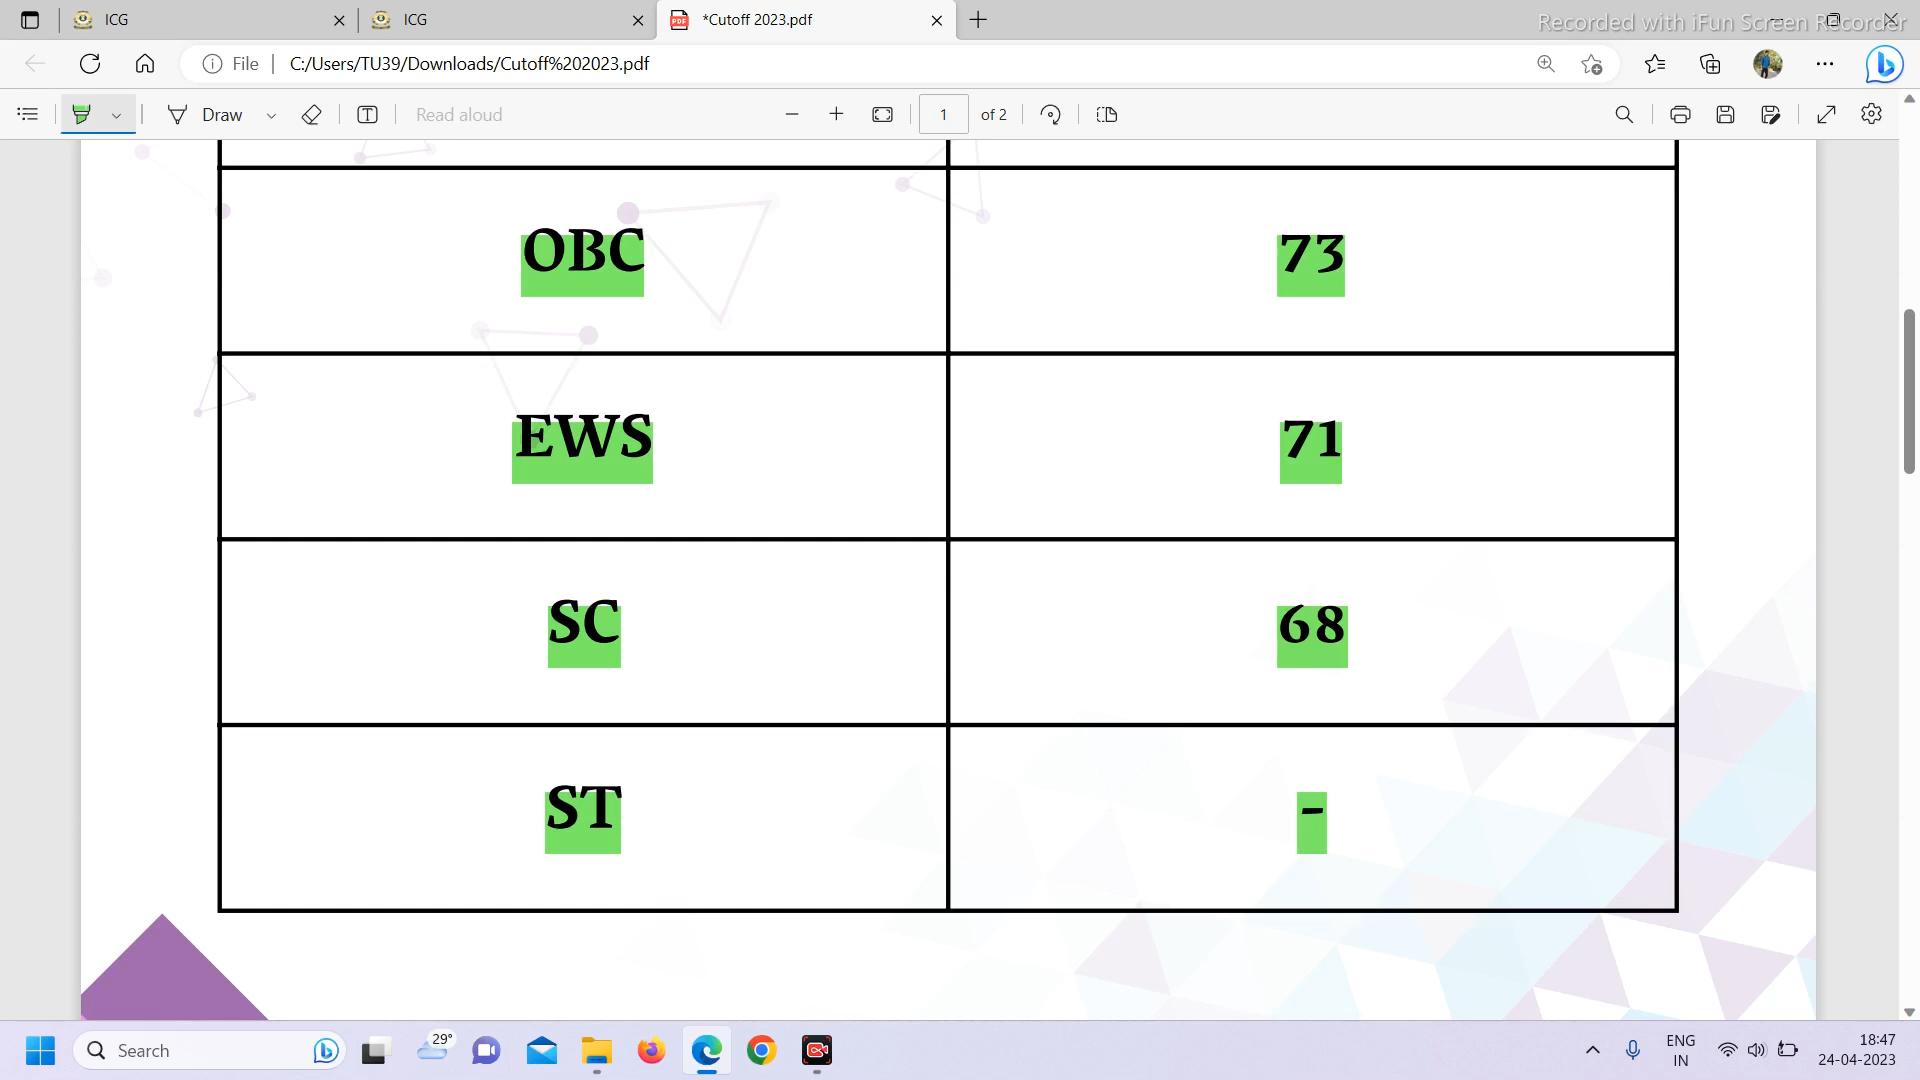 ICG
ICG
*Cutoff 2023.pdf
Recorded with iFun Screen Recorder
File
C:/Users/TU39/Downloads/Cutoff%202023.pdf
Draw
Read aloud
1 of 2
OBC 73
EWS 71
SC 68
ST -
Search
29°
ENG
IN
18:47
24-04-2023